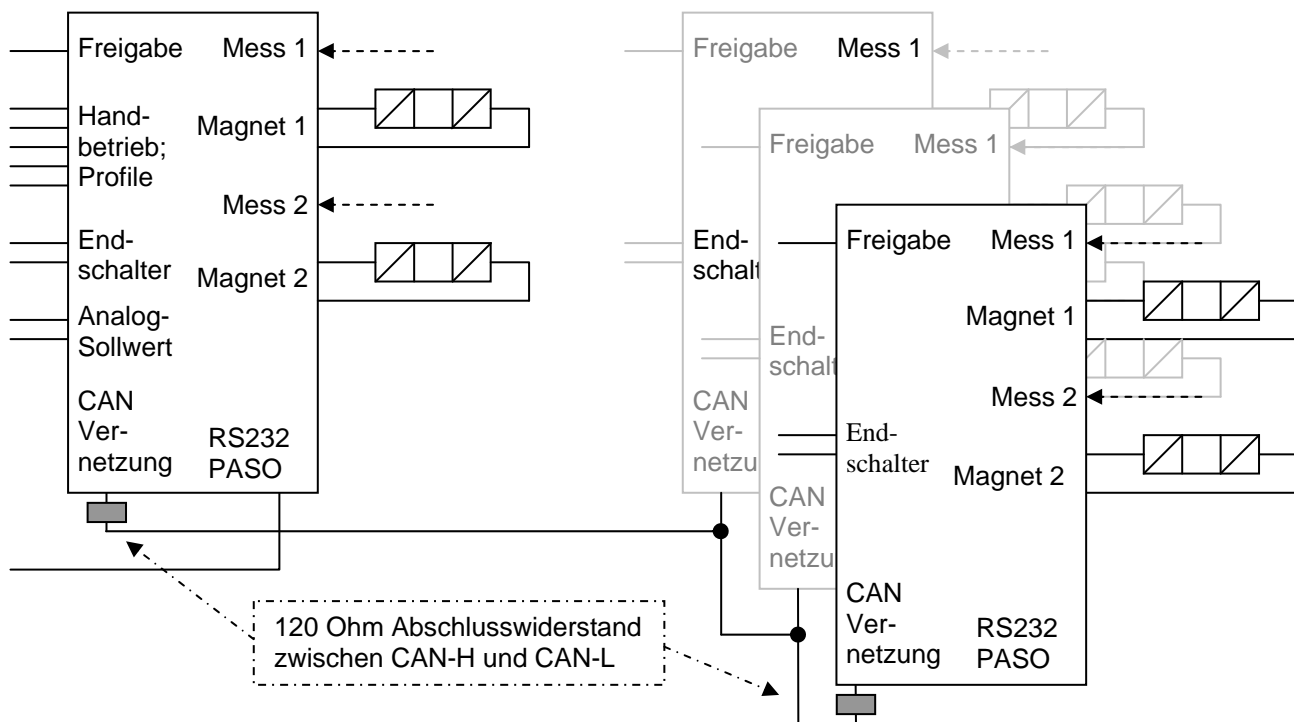 Freigabe
Mess 1
Hand-
betrieb;
Profile
Magnet 1
Mess 2
End-
schalter
Magnet 2
Analog-
Sollwert
CAN
Ver-
netzung
RS232
PASO
Freigabe
Mess 1
End-
schalt
CAN
Ver-
netzu
Freigabe
Mess 1
End-
schalt
CAN
Ver-
netzu
Freigabe
Mess 1
Magnet 1
Mess 2
End-
schalter
Magnet 2
CAN
Ver-
netzung
RS232
PASO
120 Ohm Abschlusswiderstand
zwischen CAN-H und CAN-L